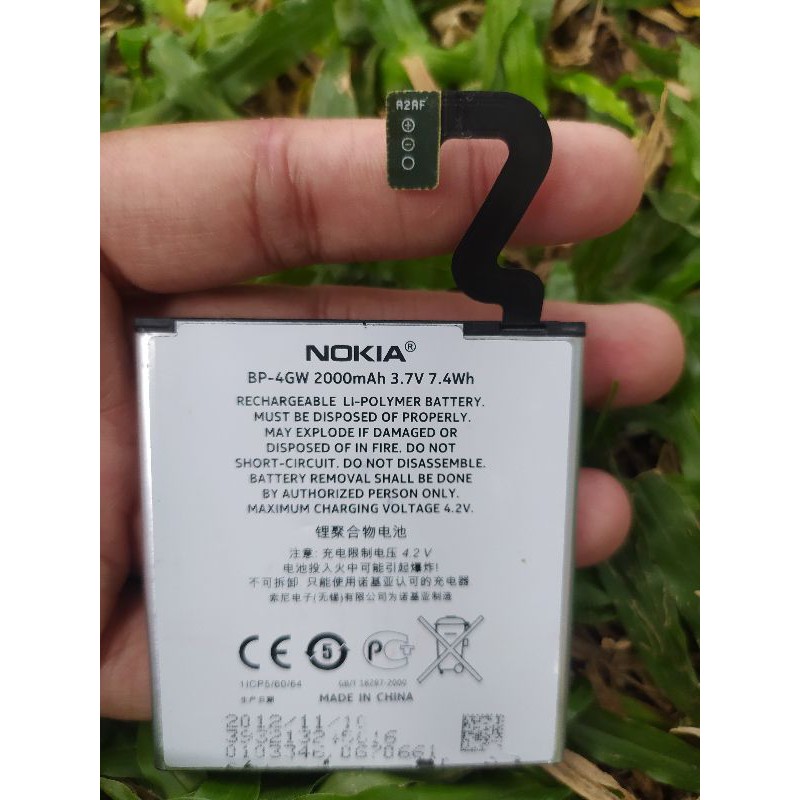 A2AF
NOKIA®
BP-4GW 2000mAh 3.7V 7.4Wh
RECHARGEABLE LI-POLYMER BATTERY.
MUST BE DISPOSED OF PROPERLY.
MAY EXPLODE IF DAMAGED OR
DISPOSED OF IN FIRE. DO NOT
SHORT-CIRCUIT. DO NOT DISASSEMBLE.
BATTERY REMOVAL SHALL BE DONE
BY AUTHORIZED PERSON ONLY.
MAXIMUM CHARGING VOLTAGE 4.2V.
锂聚合物电池
注意: 充电限制电压 4.2V
电池投入火中可能引起爆炸!
不可拆卸 只能使用诺基亚认可的充电器
索尼电子(无锡)有限公司为诺基亚制造
CE 5 PC
1ICP5/60/64 GB/T 18287-2000
生产日期 MADE IN CHINA
2012/11/